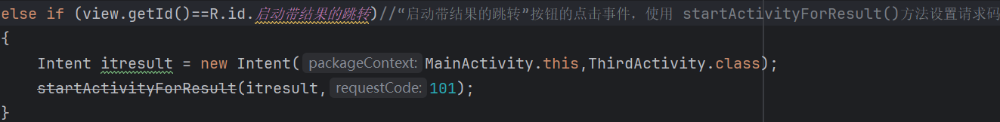 else if (view.getId()==R.id.启动带结果的跳转)//“启动带结果的跳转”按钮的点击事件，使用 startActivityForResult()方法设置请求码
{
Intent itresult = new Intent( packageContext: MainActivity.this,ThirdActivity.class);
startActivityForResult(itresult, requestCode: 101);
}